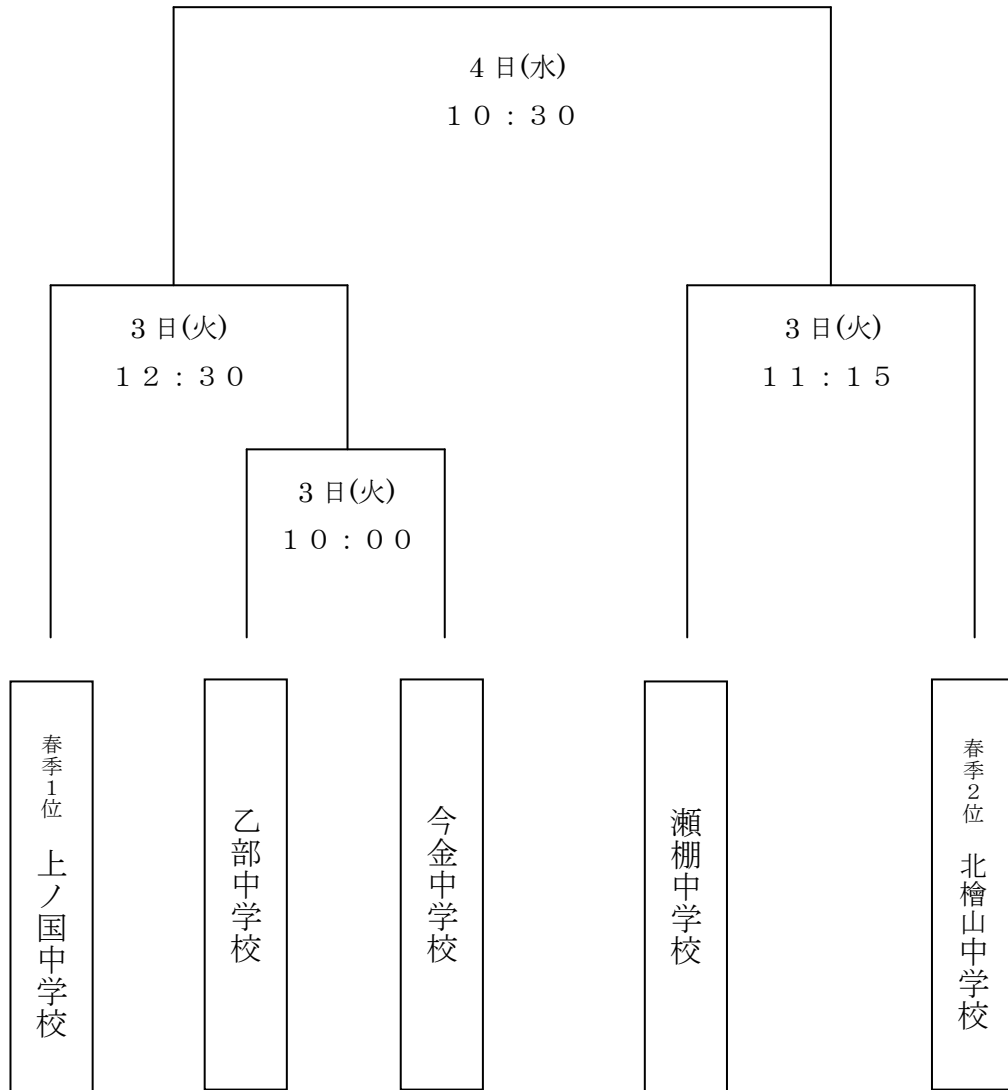 4日(水)
１０：３０
3日(火)
１２：３０
3日(火)
１１：１５
3日(火)
１０：００
春季1位 上ノ国中学校
乙部中学校
今金中学校
瀬棚中学校
春季2位 北檜山中学校